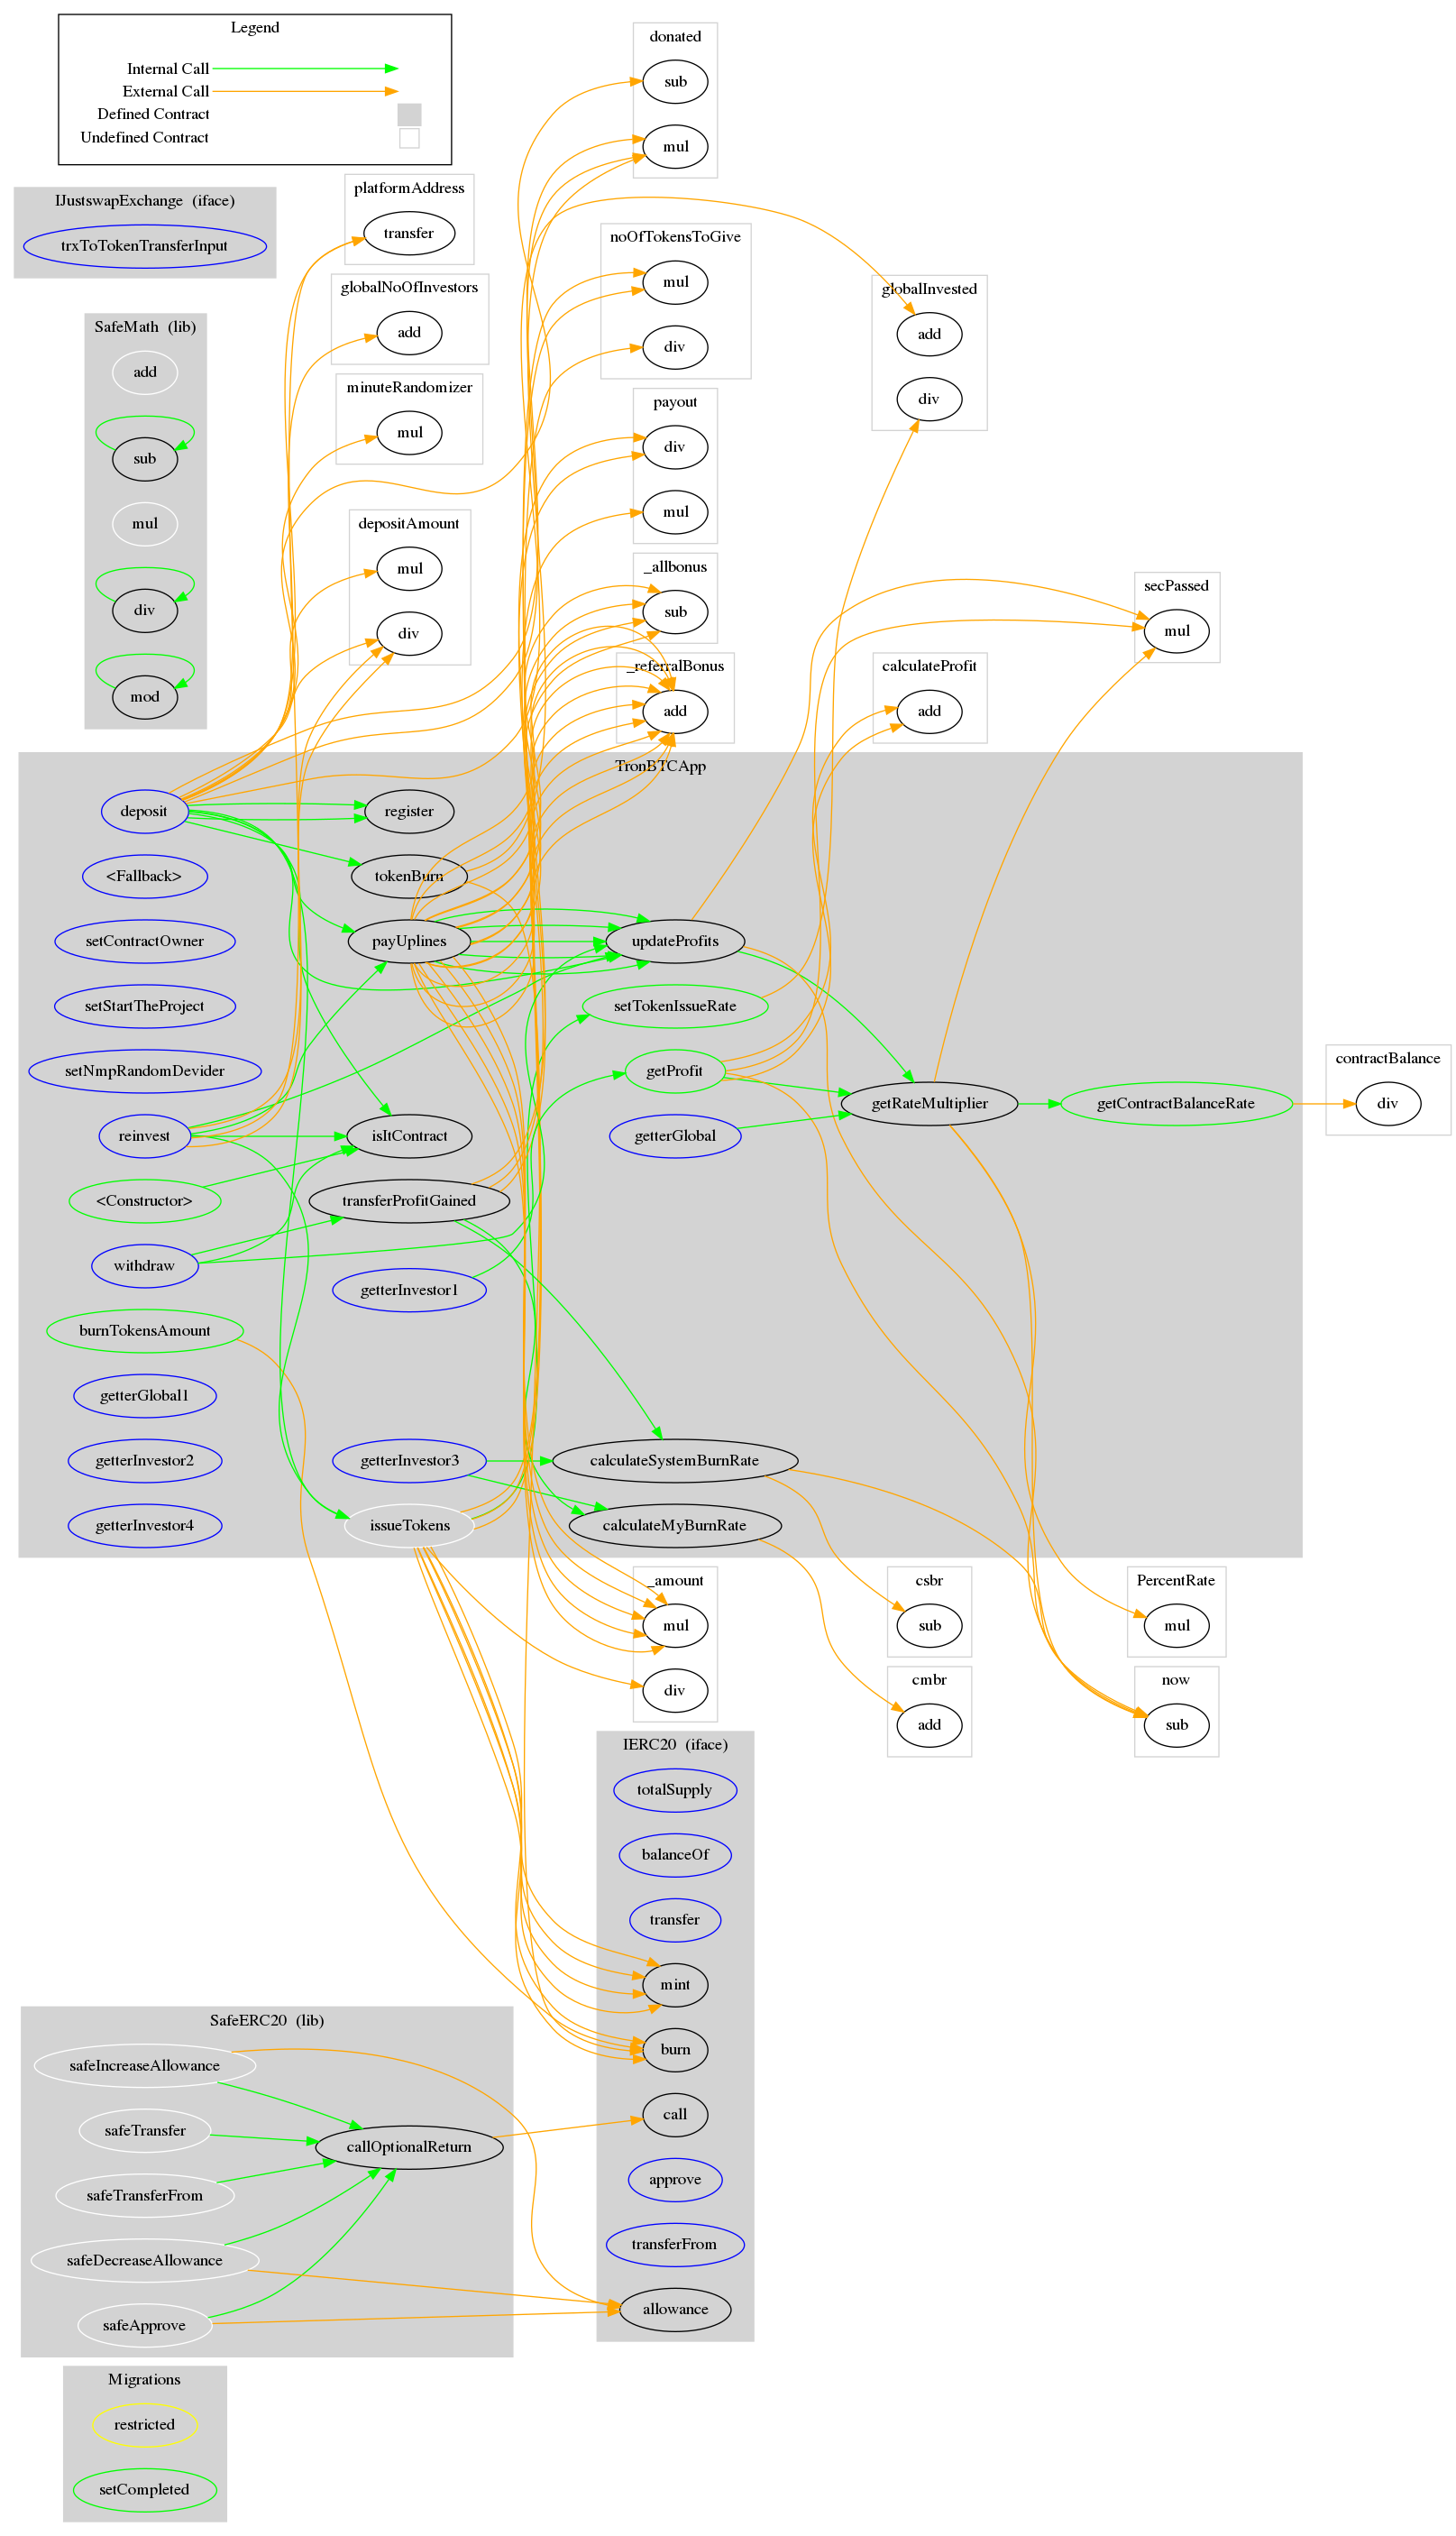 Legend
Internal Call
External Call
Defined Contract
Undefined Contract
IJustswapExchange (iface)
trxToTokenTransferInput
SafeMath (lib)
add
sub
mul
div
mod
platformAddress
transfer
globalNoOfInvestors
add
minuteRandomizer
mul
depositAmount
mul
div
donated
sub
mul
noOfTokensToGive
mul
div
payout
div
mul
_allbonus
sub
_referralBonus
add
globalInvested
add
div
calculateProfit
add
secPassed
mul
TronBTCApp
deposit
<Fallback>
setContractOwner
setStartTheProject
setNmpRandomDevider
reinvest
<Constructor>
withdraw
burnTokensAmount
getterGlobal1
getterInvestor2
getterInvestor4
register
tokenBurn
payUplines
isItContract
transferProfitGained
getterInvestor1
getterInvestor3
issueTokens
updateProfits
setTokenIssueRate
getProfit
getterGlobal
calculateSystemBurnRate
calculateMyBurnRate
getRateMultiplier
getContractBalanceRate
contractBalance
div
_amount
mul
div
csbr
sub
cmbr
add
PercentRate
mul
now
sub
IERC20 (iface)
totalSupply
balanceOf
transfer
mint
burn
call
approve
transferFrom
allowance
SafeERC20 (lib)
safeIncreaseAllowance
safeTransfer
safeTransferFrom
safeDecreaseAllowance
safeApprove
callOptionalReturn
Migrations
restricted
setCompleted